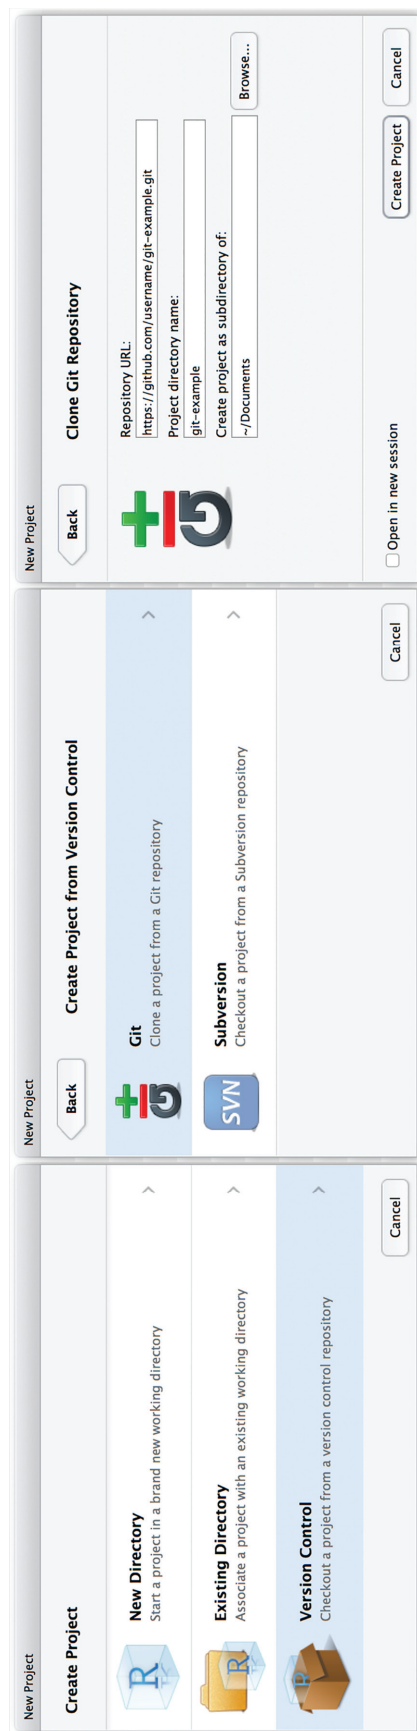 New Project
Create Project
R
New Directory
Start a project in a brand new working directory
R
Existing Directory
Associate a project with an existing working directory
Version Control
Checkout a project from a version control repository
Cancel
New Project
Back
Create Project from Version Control
Git
Clone a project from a Git repository
SVN
Subversion
Checkout a project from a Subversion repository
Cancel
New Project
Back
Clone Git Repository
Repository URL:
https://github.com/username/git-example.git
Project directory name:
git-example
Create project as subdirectory of:
~/Documents
Browse...
Open in new session
Create Project
Cancel